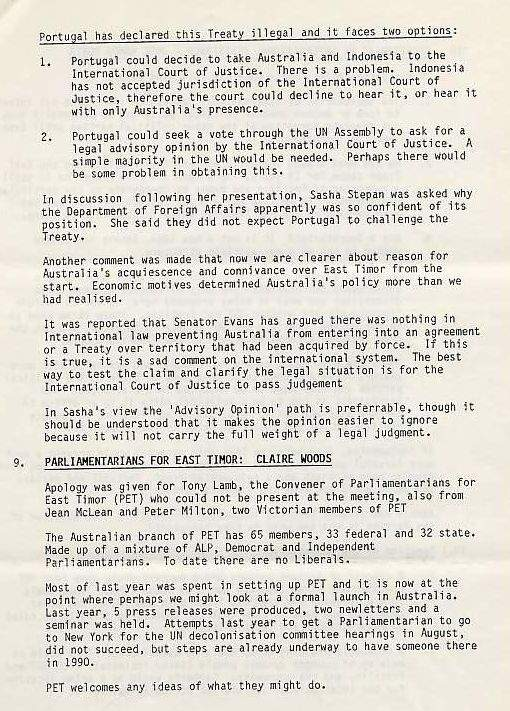 Portugal has declared this Treaty illegal and it faces two options:
1. Portugal could decide to take Australia and Indonesia to the
International Court of Justice. There is a problem. Indonesia
has not accepted jurisdiction of the International Court of
Justice, therefore the court could decline to hear it, or hear it
with only Australia's presence.
2. Portugal could seek a vote through the UN Assembly to ask for a
legal advisory opinion by the International Court of Justice. A
simple majority in the UN would be needed. Perhaps there would
be some problem in obtaining this.
In discussion following her presentation, Sasha Stepan was asked why
the Department of Foreign Affairs apparently was so confident of its
position. She said they did not expect Portugal to challenge the
Treaty.
Another comment was made that now we are clearer about reason for
Australia's acquiescence and connivance over East Timor from the
start. Economic motives determined Australia's policy more than we
had realised.
It was reported that Senator Evans has argued there was nothing in
International law preventing Australia from entering into an agreement
or a Treaty over territory that had been acquired by force. If this
is true, it is a sad comment on the international system. The best
way to test the claim and clarify the legal situation is for the
International Court of Justice to pass judgement
In Sasha's view the 'Advisory Opinion' path is preferrable, though it
should be understood that it makes the opinion easier to ignore
because it will not carry the full weight of a legal judgment.
9. PARLIAMENTARIANS FOR EAST TIMOR: CLAIRE WOODS
Apology was given for Tony Lamb, the Convener of Parliamentarians for
East Timor (PET) who could not be present at the meeting, also from
Jean McLean and Peter Milton, two Victorian members of PET
The Australian branch of PET has 65 members, 33 federal and 32 state.
Made up of a mixture of ALP, Democrat and Independent
Parliamentarians. To date there are no Liberals.
Most of last year was spent in setting up PET and it is now at the
point where perhaps we might look at a formal launch in Australia.
Last year, 5 press releases were produced, two newletters and a
seminar was held. Attempts last year to get a Parliamentarian to go
to New York for the UN decolonisation committee hearings in August,
did not succeed, but steps are already underway to have someone there
in 1990.
PET welcomes any ideas of what they might do.